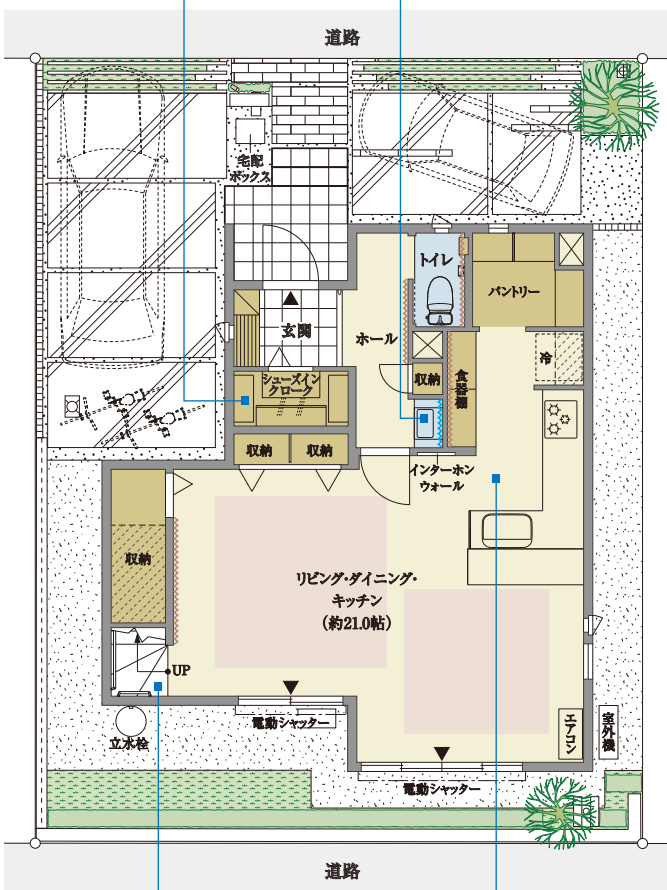 道路
宅配
ボックス
トイレ
パントリー
玄関
ホール
冷
シューズイン
クローク
収納
食器棚
収納
収納
インターホン
ウォール
収納
リビング・ダイニング・
キッチン
（約21.0帖）
UP
電動シャッター
立水栓
エアコン
室外機
電動シャッター
道路